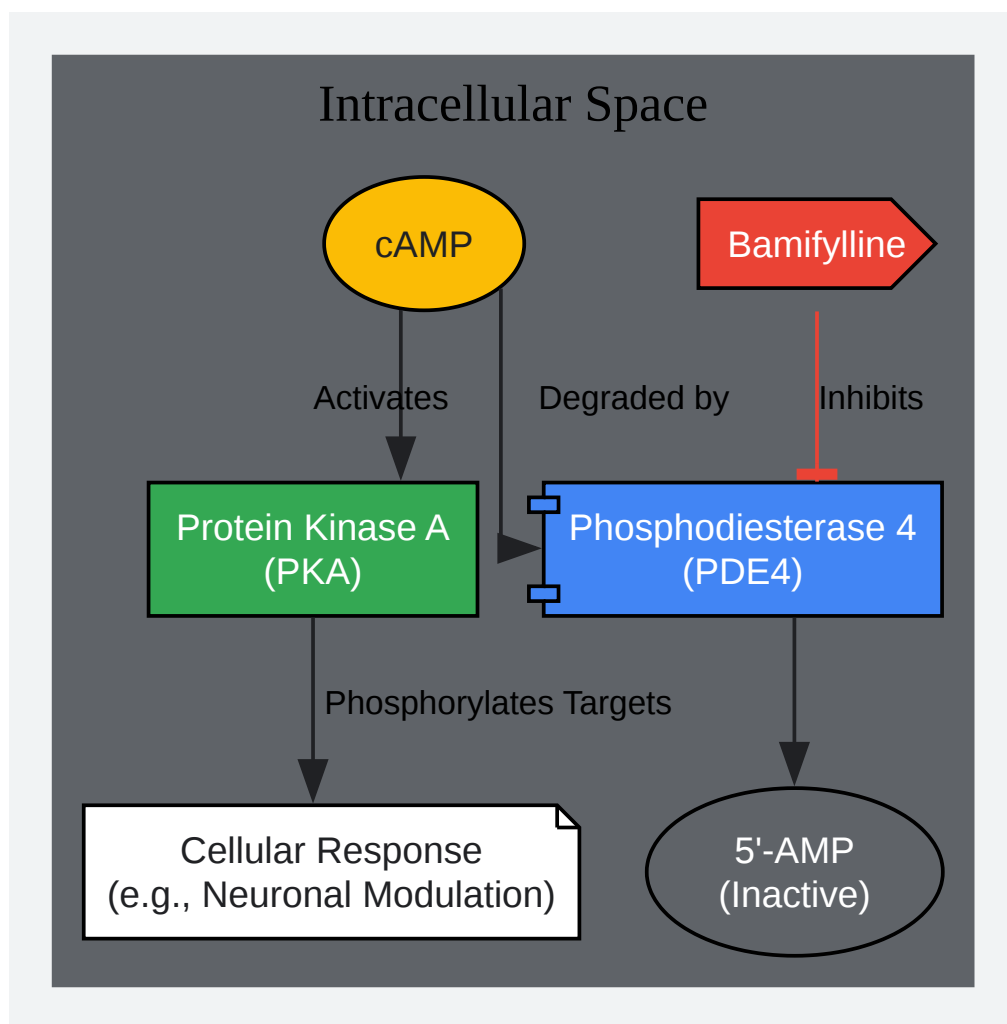 Intracellular Space
cAMP
Bamifylline
Activates
Degraded by
Inhibits
Protein Kinase A
(PKA)
Phosphodiesterase 4
(PDE4)
Phosphorylates Targets
Cellular Response
(e.g., Neuronal Modulation)
5'-AMP
(Inactive)